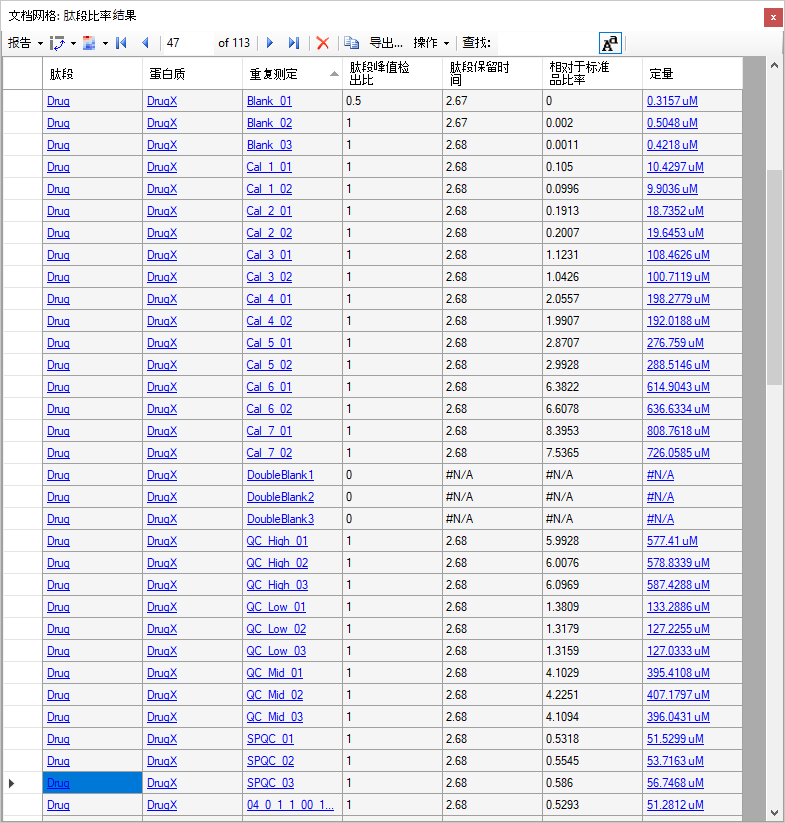 文档网格: 肽段比率结果
报告 47 of 113 导出... 操作 查找: Aa
肽段 蛋白质 重复测定 肽段峰值检出比 肽段保留时间 相对于标准品比率 定量
Drug DrugX Blank_01 0.5 2.67 0 0.3157 uM
Drug DrugX Blank_02 1 2.67 0.002 0.5048 uM
Drug DrugX Blank_03 1 2.68 0.0011 0.4218 uM
Drug DrugX Cal_1_01 1 2.68 0.105 10.4297 uM
Drug DrugX Cal_1_02 1 2.68 0.0996 9.9036 uM
Drug DrugX Cal_2_01 1 2.68 0.1913 18.7352 uM
Drug DrugX Cal_2_02 1 2.68 0.2007 19.6453 uM
Drug DrugX Cal_3_01 1 2.68 1.1231 108.4626 uM
Drug DrugX Cal_3_02 1 2.68 1.0426 100.7119 uM
Drug DrugX Cal_4_01 1 2.68 2.0557 198.2779 uM
Drug DrugX Cal_4_02 1 2.68 1.9907 192.0188 uM
Drug DrugX Cal_5_01 1 2.68 2.8707 276.759 uM
Drug DrugX Cal_5_02 1 2.68 2.9928 288.5146 uM
Drug DrugX Cal_6_01 1 2.68 6.3822 614.9043 uM
Drug DrugX Cal_6_02 1 2.68 6.6078 636.6334 uM
Drug DrugX Cal_7_01 1 2.68 8.3953 808.7618 uM
Drug DrugX Cal_7_02 1 2.68 7.5365 726.0585 uM
Drug DrugX DoubleBlank1 0 #N/A #N/A #N/A
Drug DrugX DoubleBlank2 0 #N/A #N/A #N/A
Drug DrugX DoubleBlank3 0 #N/A #N/A #N/A
Drug DrugX QC_High_01 1 2.68 5.9928 577.41 uM
Drug DrugX QC_High_02 1 2.68 6.0076 578.8339 uM
Drug DrugX QC_High_03 1 2.68 6.0969 587.4288 uM
Drug DrugX QC_Low_01 1 2.68 1.3809 133.2886 uM
Drug DrugX QC_Low_02 1 2.68 1.3179 127.2255 uM
Drug DrugX QC_Low_03 1 2.68 1.3159 127.0333 uM
Drug DrugX QC_Mid_01 1 2.68 4.1029 395.4108 uM
Drug DrugX QC_Mid_02 1 2.68 4.2251 407.1797 uM
Drug DrugX QC_Mid_03 1 2.68 4.1094 396.0431 uM
Drug DrugX SPQC_01 1 2.68 0.5318 51.5299 uM
Drug DrugX SPQC_02 1 2.68 0.5545 53.7163 uM
Drug DrugX SPQC_03 1 2.68 0.586 56.7468 uM
Drug DrugX 04_0_1_1_00_1... 1 2.68 0.5293 51.2812 uM